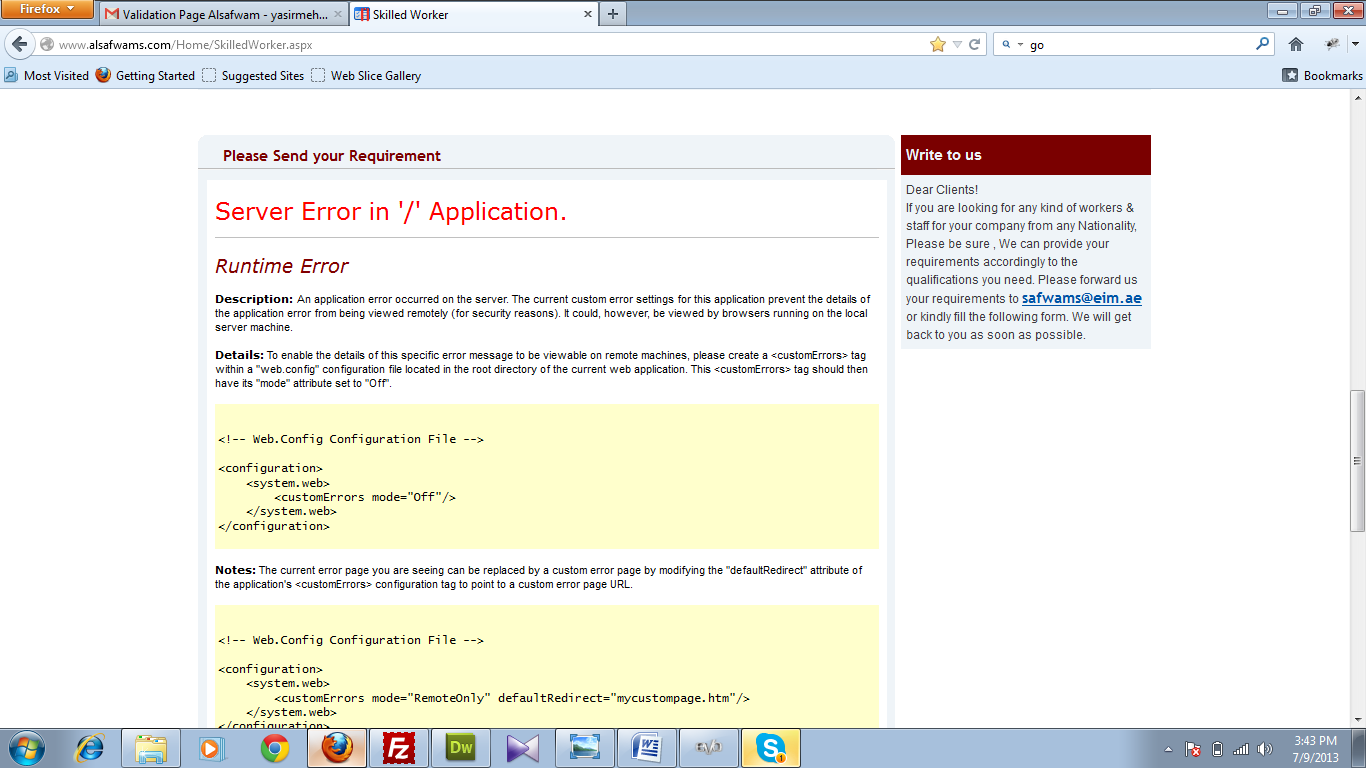 Firefox
Validation Page Alsafwam - yasirmeh...
Skilled Worker
www.alsafwams.com/Home/SkilledWorker.aspx
go
Most Visited
Getting Started
Suggested Sites
Web Slice Gallery
Bookmarks
Please Send your Requirement
Server Error in '/' Application.
Runtime Error
Description: An application error occurred on the server. The current custom error settings for this application prevent the details of
the application error from being viewed remotely (for security reasons). It could, however, be viewed by browsers running on the local
server machine.
Details: To enable the details of this specific error message to be viewable on remote machines, please create a <customErrors> tag
within a "web.config" configuration file located in the root directory of the current web application. This <customErrors> tag should then
have its "mode" attribute set to "Off".
<!-- Web.Config Configuration File -->
<configuration>
    <system.web>
        <customErrors mode="Off"/>
    </system.web>
</configuration>
Notes: The current error page you are seeing can be replaced by a custom error page by modifying the "defaultRedirect" attribute of
the application's <customErrors> configuration tag to point to a custom error page URL.
<!-- Web.Config Configuration File -->
<configuration>
    <system.web>
        <customErrors mode="RemoteOnly" defaultRedirect="mycustompage.htm"/>
    </system.web>
</configuration>
Write to us
Dear Clients!
If you are looking for any kind of workers &
staff for your company from any Nationality,
Please be sure , We can provide your
requirements accordingly to the
qualifications you need. Please forward us
your requirements to safwams@eim.ae
or kindly fill the following form. We will get
back to you as soon as possible.
Fz
Dw
W
S
1
3:43 PM
7/9/2013